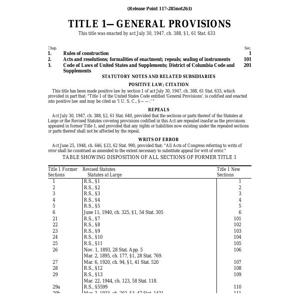 (Release Point 117-285not263)
TITLE 1—GENERAL PROVISIONS
This title was enacted by act July 30, 1947, ch. 388, §1, 61 Stat. 633
Chap. Sec.
1. Rules of construction 1
2. Acts and resolutions; formalities of enactment; repeals; sealing of instruments 101
3. Code of Laws of United States and Supplements; District of Columbia Code and
Supplements 201
STATUTORY NOTES AND RELATED SUBSIDIARIES
POSITIVE LAW; CITATION
This title has been made positive law by section 1 of act July 30, 1947, ch. 388, 61 Stat. 633, which
provided in part that: "Title 1 of the United States Code entitled 'General Provisions', is codified and enacted
into positive law and may be cited as '1 U. S. C., § —.' "
REPEALS
Act July 30, 1947, ch. 388, §2, 61 Stat. 640, provided that the sections or parts thereof of the Statutes at
Large or the Revised Statutes covering provisions codified in this Act are repealed insofar as the provisions
appeared in former Title 1, and provided that any rights or liabilities now existing under the repealed sections
or parts thereof shall not be affected by the repeal.
WRITS OF ERROR
Act June 25, 1948, ch. 646, §23, 62 Stat. 990, provided that: "All Acts of Congress referring to writs of
error shall be construed as amended to the extent necessary to substitute appeal for writ of error."
TABLE SHOWING DISPOSITION ALL SECTIONS OF FORMER TITLE 1
Title 1 Former Revised Statutes Title 1 New
Sections Statutes at Large Sections
1 R.S., §1 1
2 R.S., §2 2
3 R.S., §3 3
4 R.S., §4 4
5 R.S., §5 5
6 June 11, 1940, ch. 325, §1, 54 Stat. 305 6
21 R.S., §7 101
22 R.S., §8 102
23 R.S., §9 103
24 R.S., §10 104
25 R.S., §11 105
26 Nov. 1, 1893, 28 Stat. App. 5 106
Mar. 2, 1895, ch. 177, §1, 28 Stat. 769.
27 Mar. 6, 1920, ch. 94, §1, 41 Stat. 520 107
28 R.S., §12 108
29 R.S., §13 109
Mar. 22, 1944, ch. 123, 58 Stat. 118.
29a R.S., §5599 110